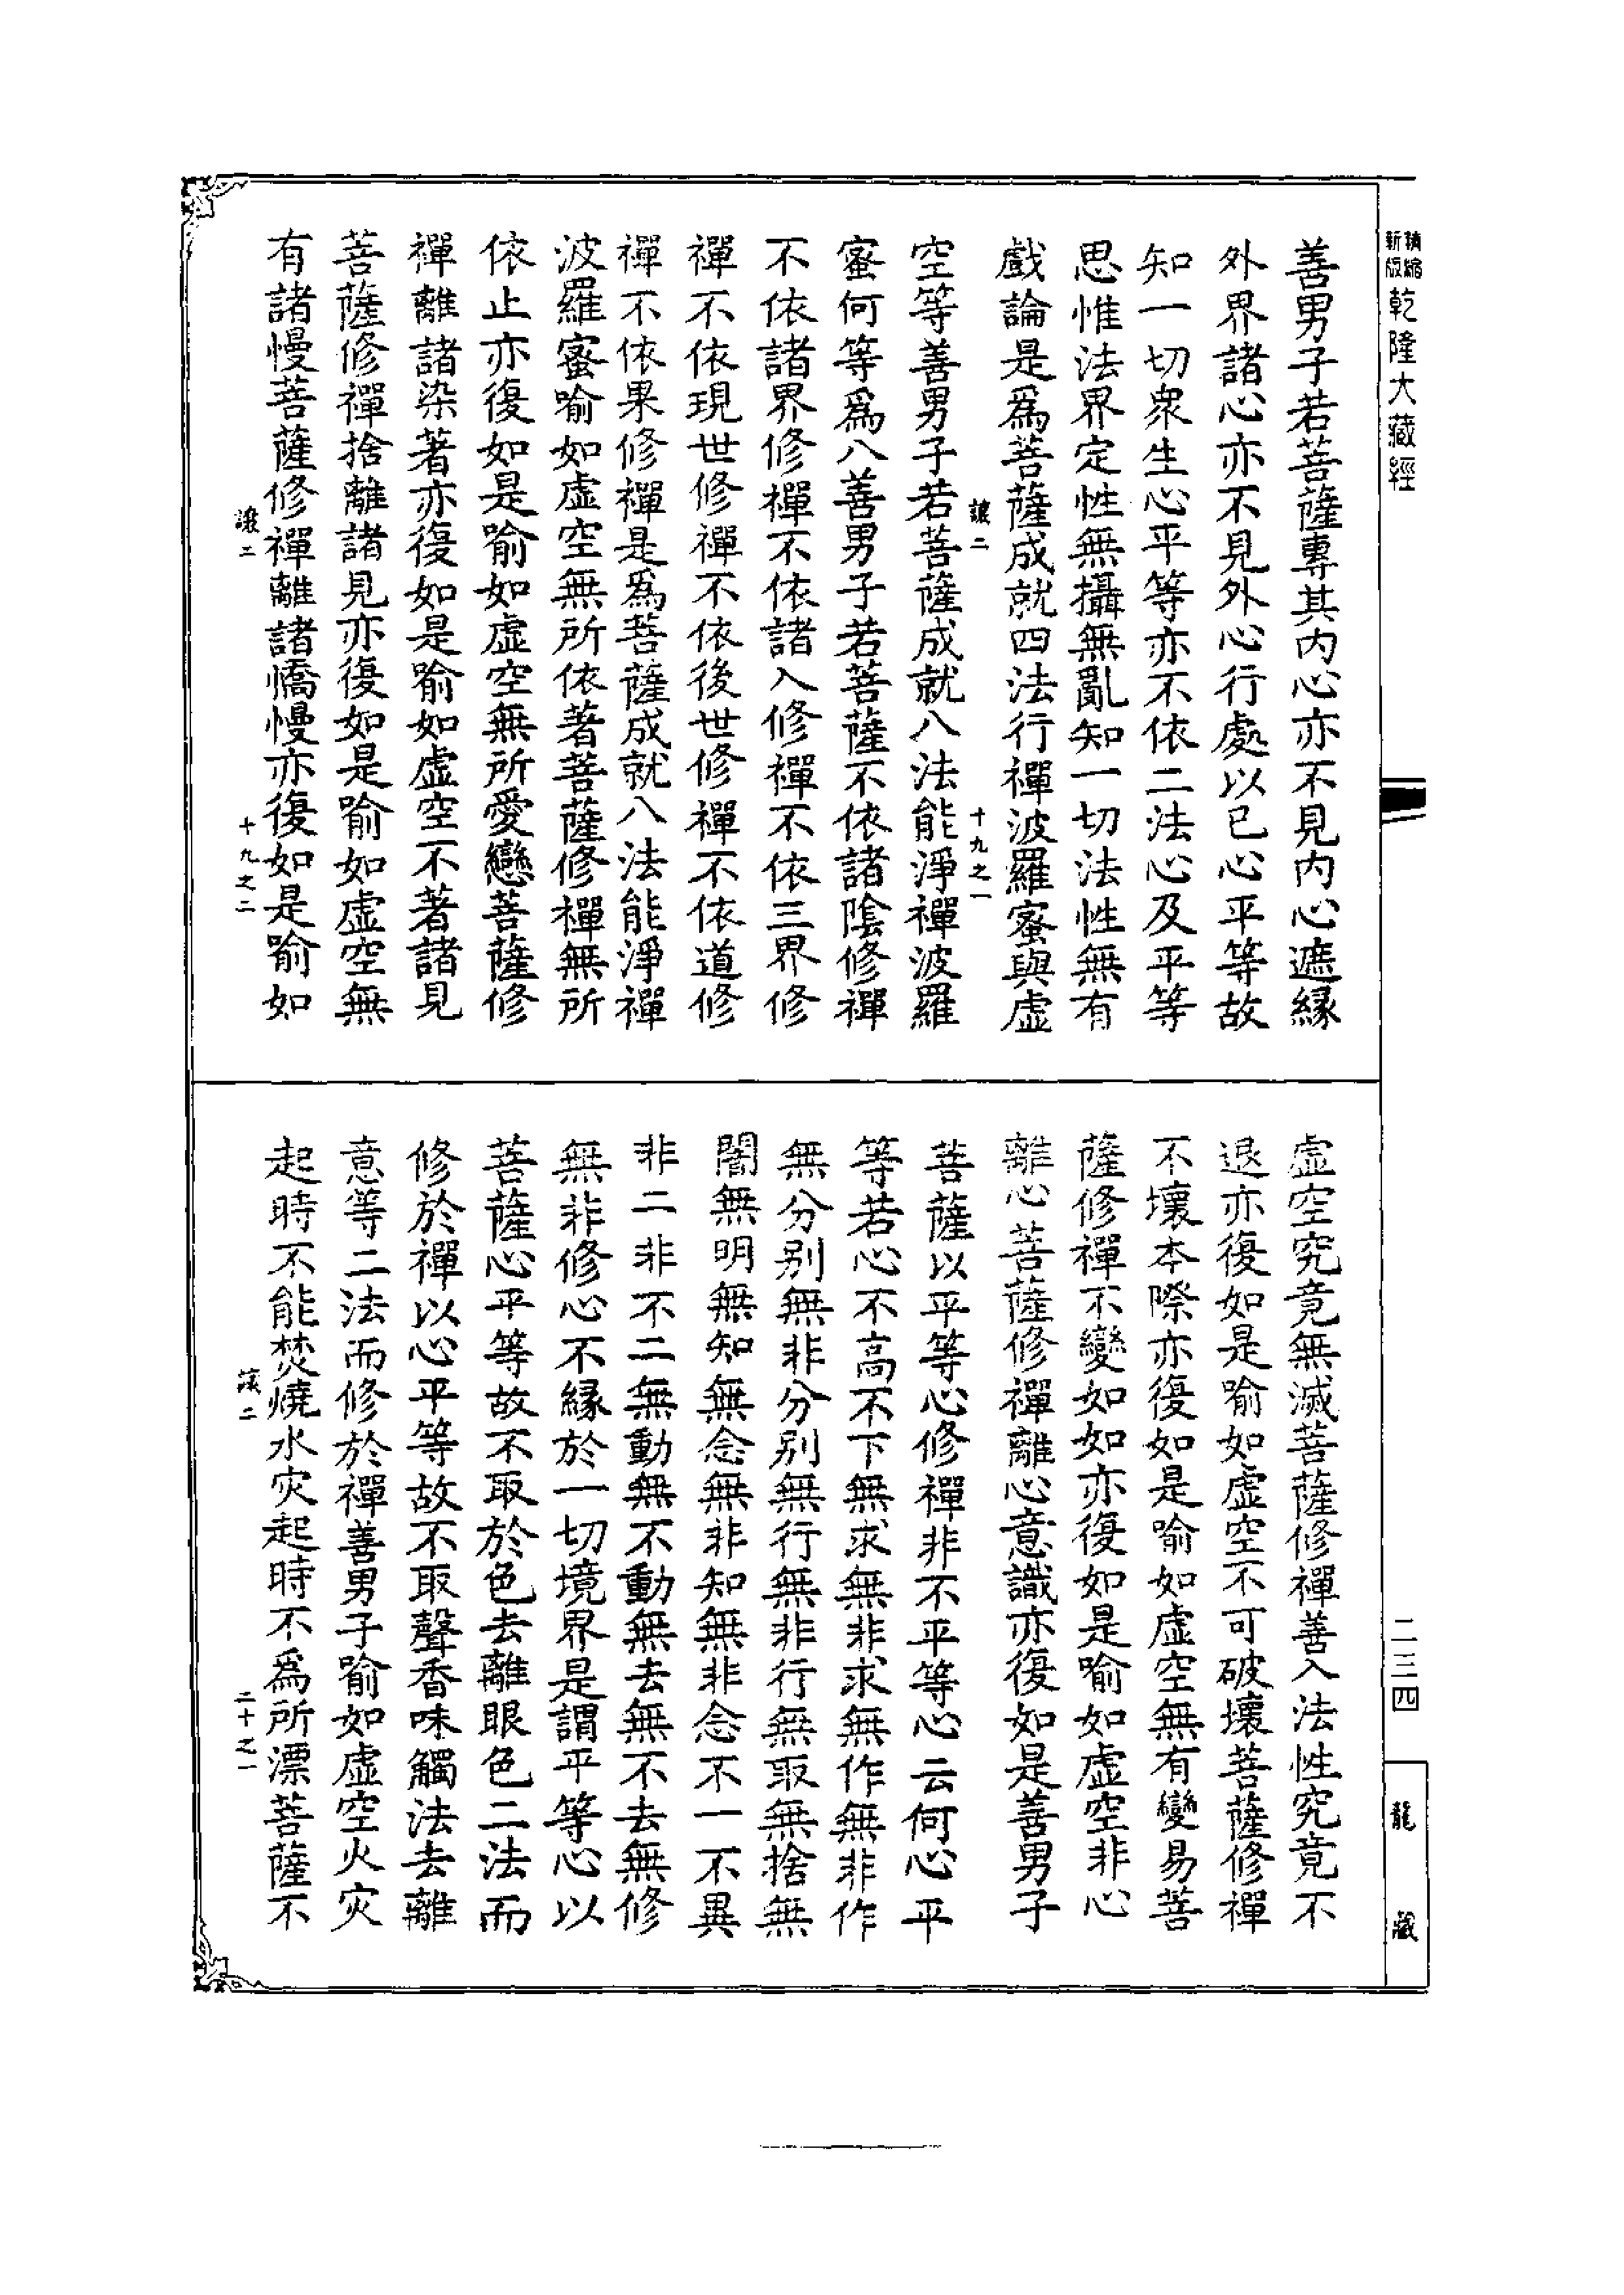 精縮新版乾隆大藏經
善男子若菩薩專其内心亦不見内心遮縁
外界諸心亦不見外心行處以已心平等故
知一切衆生心平等亦不依二法心及平等
思惟法界定性無攝無亂知一切法性無有
戲論是爲菩薩成就四法行禪波羅蜜與虚
讓二 十九之一
空等善男子若菩薩成就八法能淨禪波羅
蜜何等爲八善男子若菩薩不依諸陰修禪
不依諸界修禪不依諸入修禪不依三界修
禪不依現世修禪不依後世修禪不依道修
禪不依果修禪是爲菩薩成就八法能淨禪
波羅蜜喻如虚空無所依著菩薩修禪無所
依止亦復如是喻如虚空無所愛戀菩薩修
禪離諸染著亦復如是喻如虚空不著諸見
菩薩修禪捨離諸見亦復如是喻如虚空無
有諸慢菩薩修禪離諸憍慢亦復如是喻如
讓二 十九之二
虚空究竟無滅菩薩修禪善入法性究竟不
退亦復如是喻如虚空不可破壞菩薩修禪
不壞本際亦復如是喻如虚空無有變易菩
薩修禪不變如如亦復如是喻如虚空非心
離心菩薩修禪離心意識亦復如是善男子
菩薩以平等心修禪非不平等心云何心平
等若心不高不下無求無非求無作無非作
無分別無非分別無行無非行無取無捨無
闇無明無知無念無非知無非念不一不異
非二非不二無動無不動無去無不去無修
無非修心不縁於一切境界是謂平等心以
菩薩心平等故不取於色去離眼色二法而
修於禪以心平等故不取聲香味觸法去離
意等二法而修於禪善男子喻如虚空火灾
起時不能焚燒水灾起時不爲所漂菩薩不
讓二 二十之一
二三四
龍藏